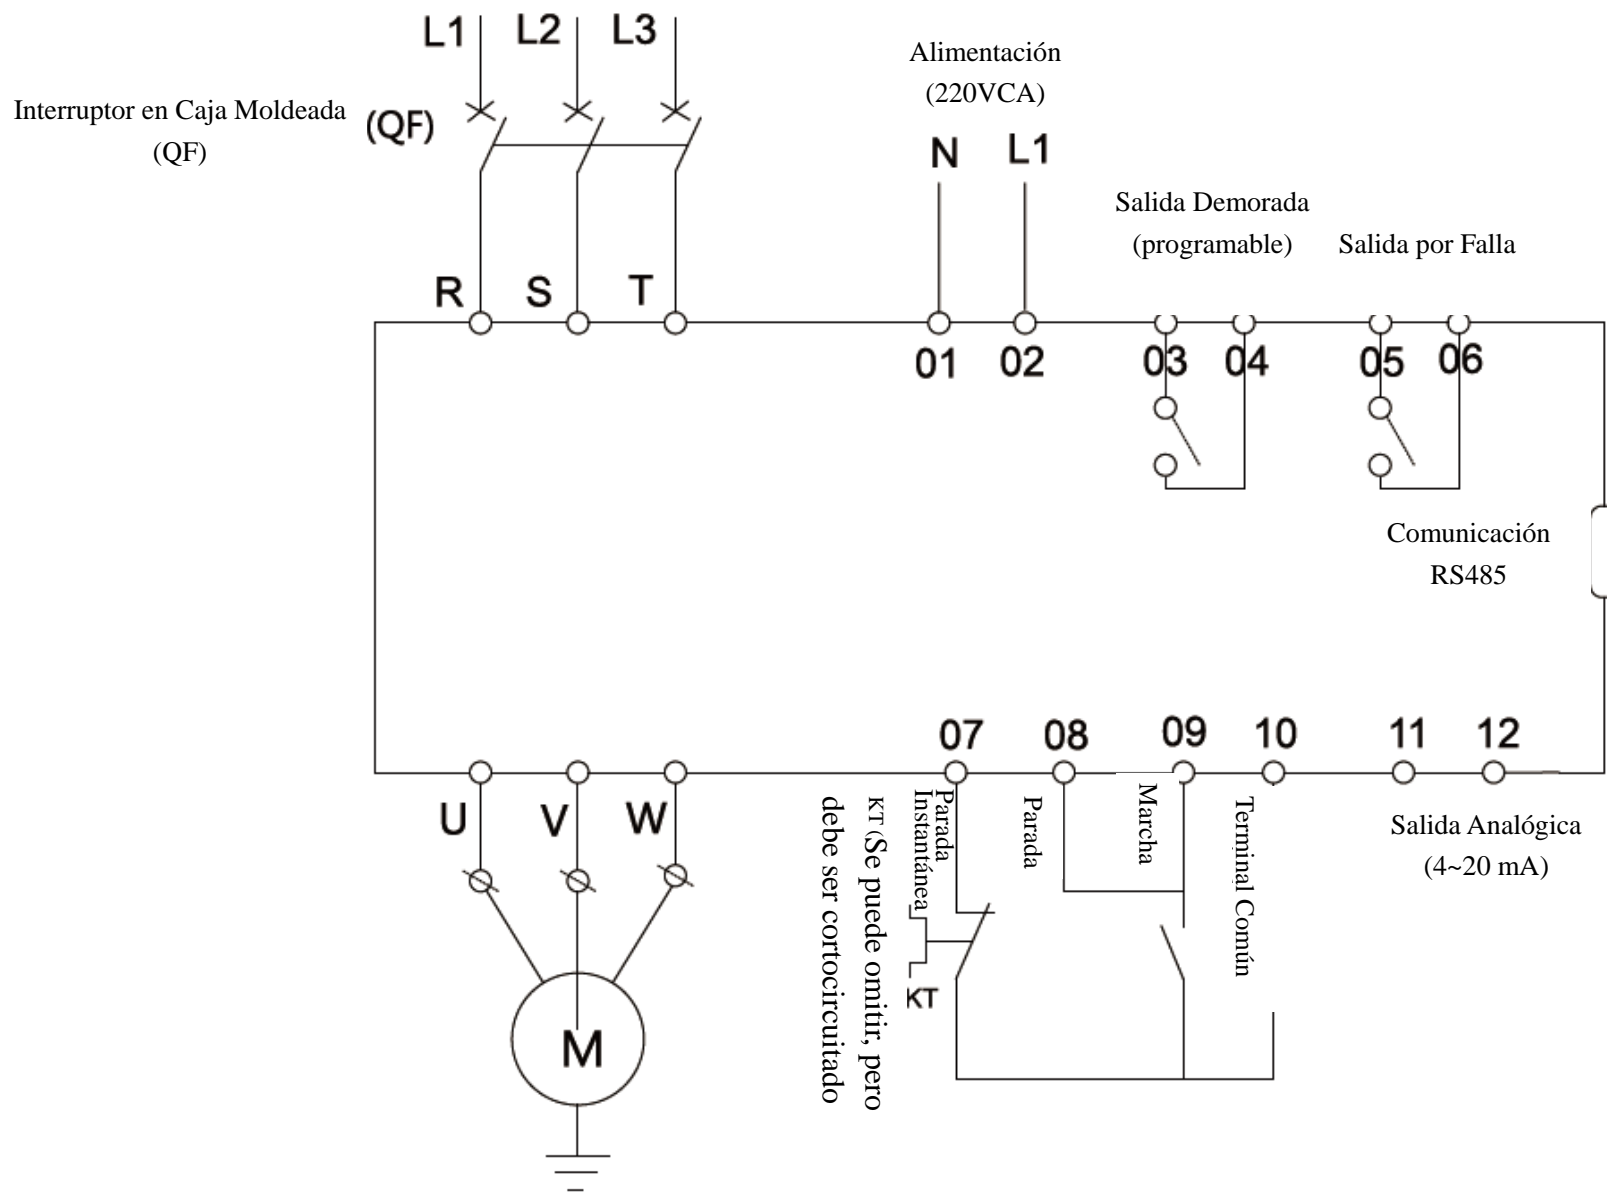 L1 L2 L3
Alimentación
(220VCA)
Interruptor en Caja Moldeada
(QF)
(QF)
N L1
Salida Demorada
(programable)
Salida por Falla
R S T
01 02 03 04 05 06
Comunicación
RS485
07 08 09 10 11 12
U V W
Parada
Instantánea
Parada
Marcha
Terminal Común
Salida Analógica
(4~20 mA)
KT (Se puede omitir, pero
debe ser cortocircuitado
KT
M